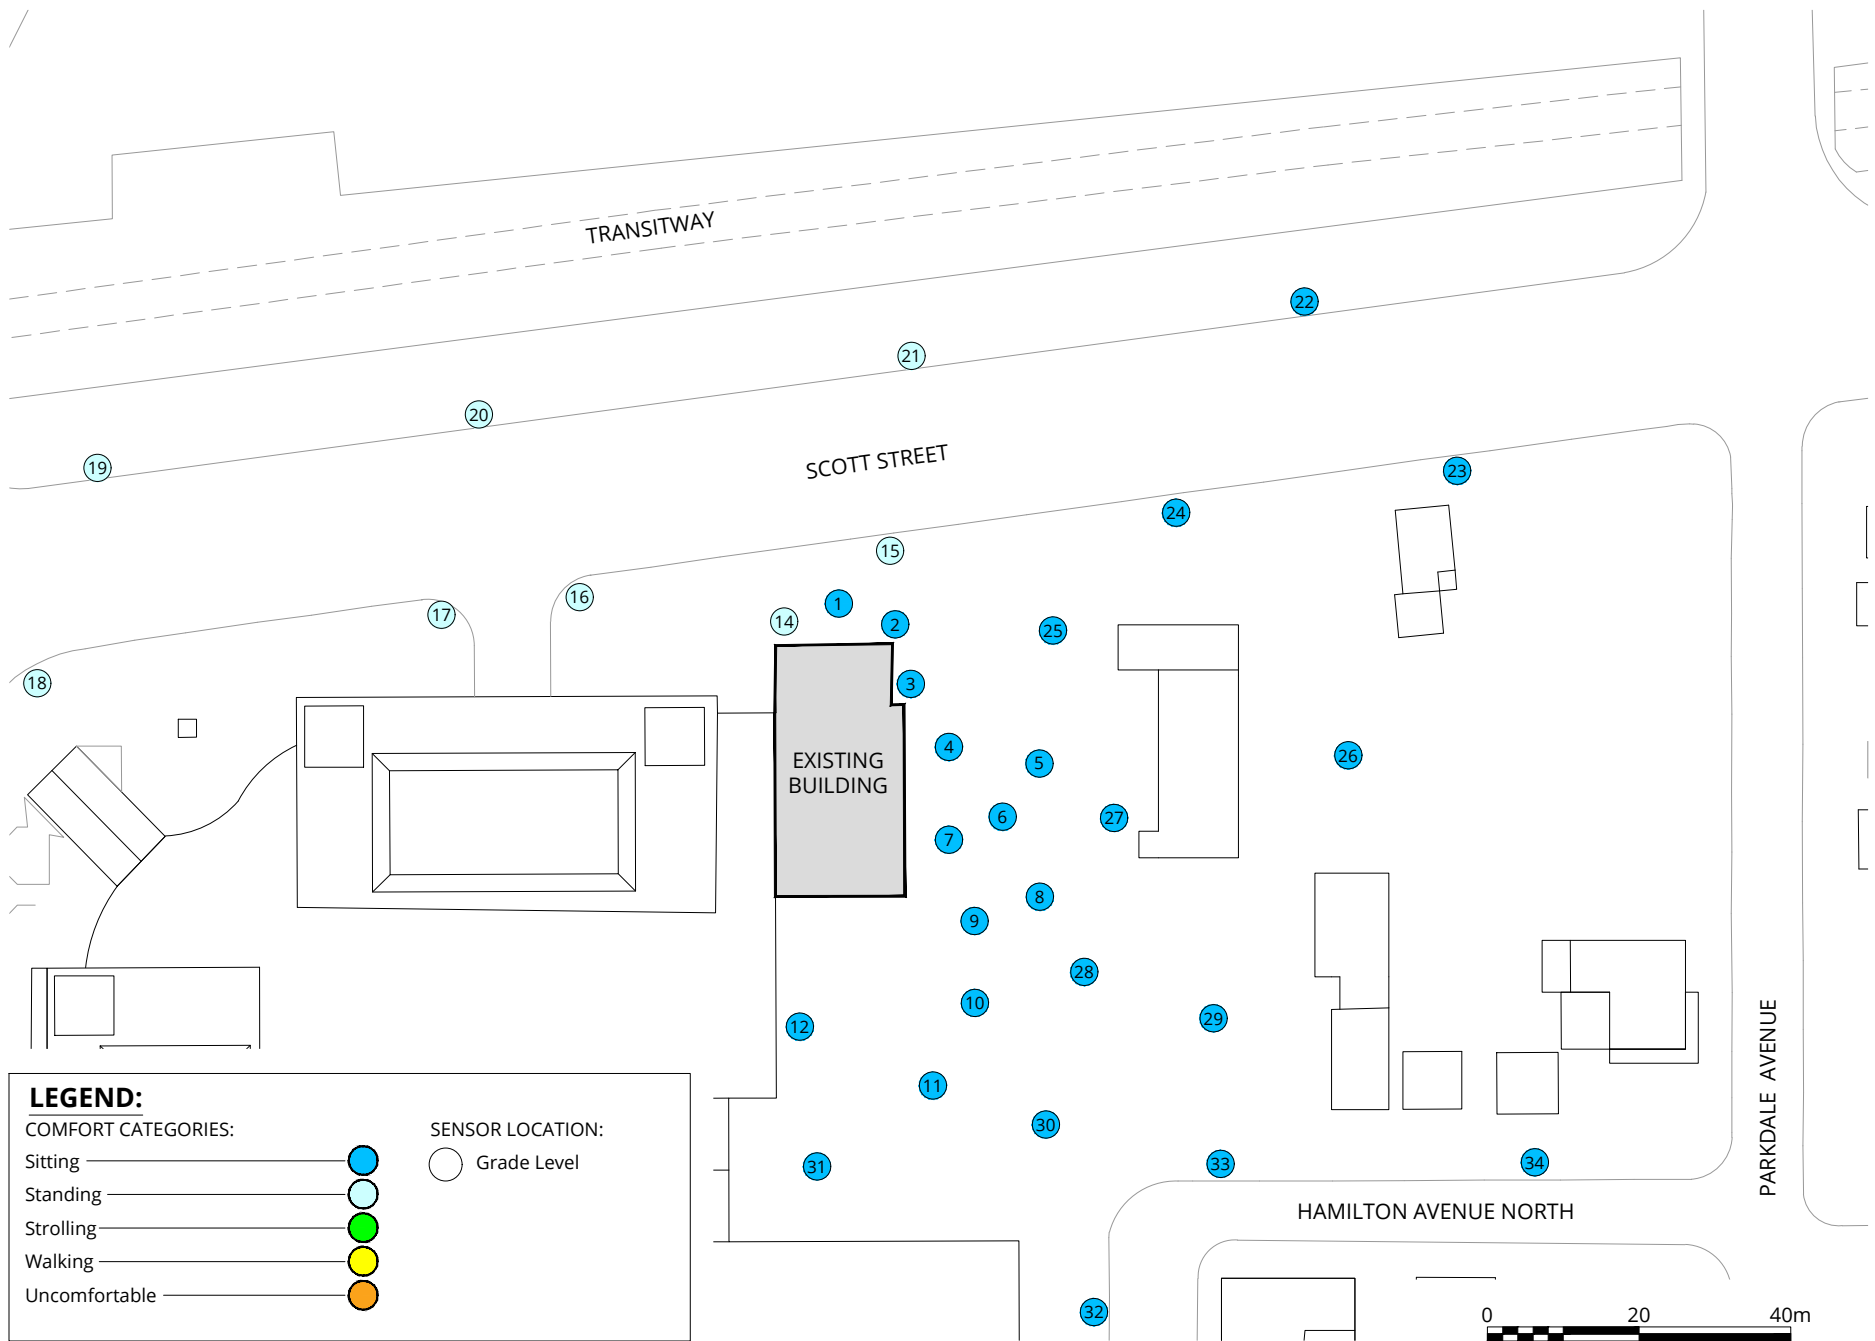 TRANSITWAY
22
21
20
19
SCOTT STREET
23
24
15
16
1
17
14
2
25
18
3
4
5
26
EXISTING
BUILDING
6
27
7
8
9
28
10
29
12
11
30
31
33
34
PARKDALE AVENUE
HAMILTON AVENUE NORTH
32
LEGEND:
COMFORT CATEGORIES:
Sitting
Standing
Strolling
Walking
Uncomfortable
SENSOR LOCATION:
Grade Level
0 20 40m